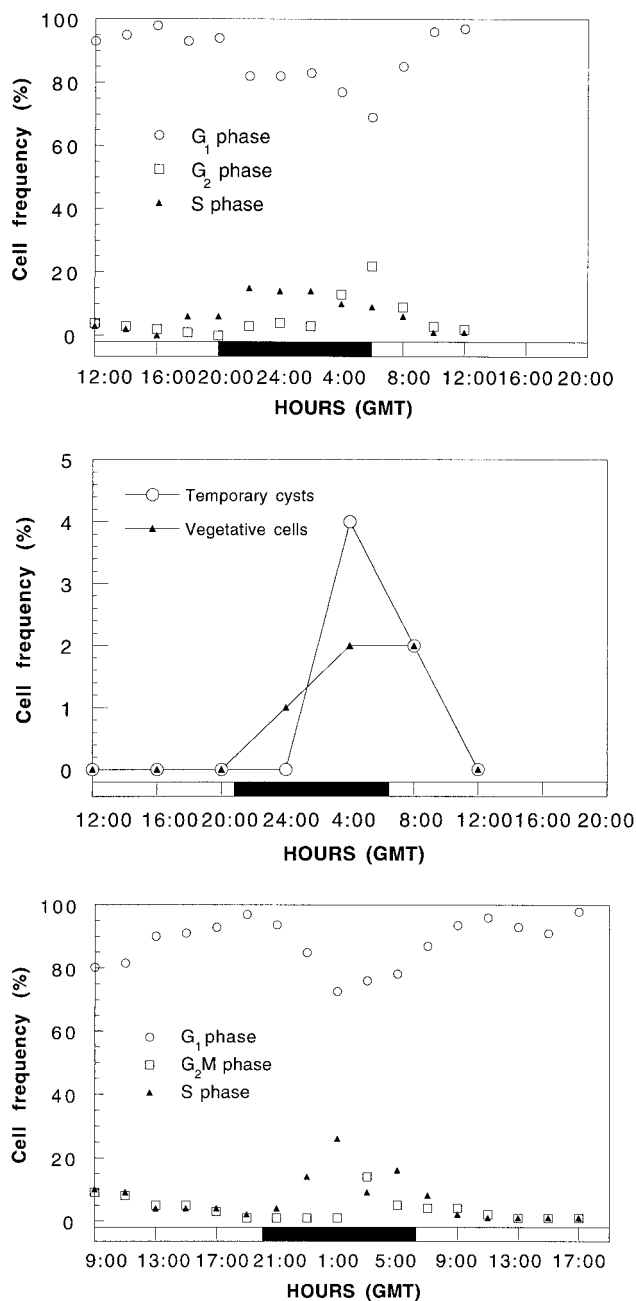 100
80
60
40
20
0
Cell frequency (%)
G1 phase
G2 phase
S phase
12:00 16:00 20:00 24:00 4:00 8:00 12:00 16:00 20:00
HOURS (GMT)
5
4
3
2
1
0
Cell frequency (%)
Temporary cysts
Vegetative cells
12:00 16:00 20:00 24:00 4:00 8:00 12:00 16:00 20:00
HOURS (GMT)
100
80
60
40
20
0
Cell frequency (%)
G1 phase
G2M phase
S phase
9:00 13:00 17:00 21:00 1:00 5:00 9:00 13:00 17:00
HOURS (GMT)